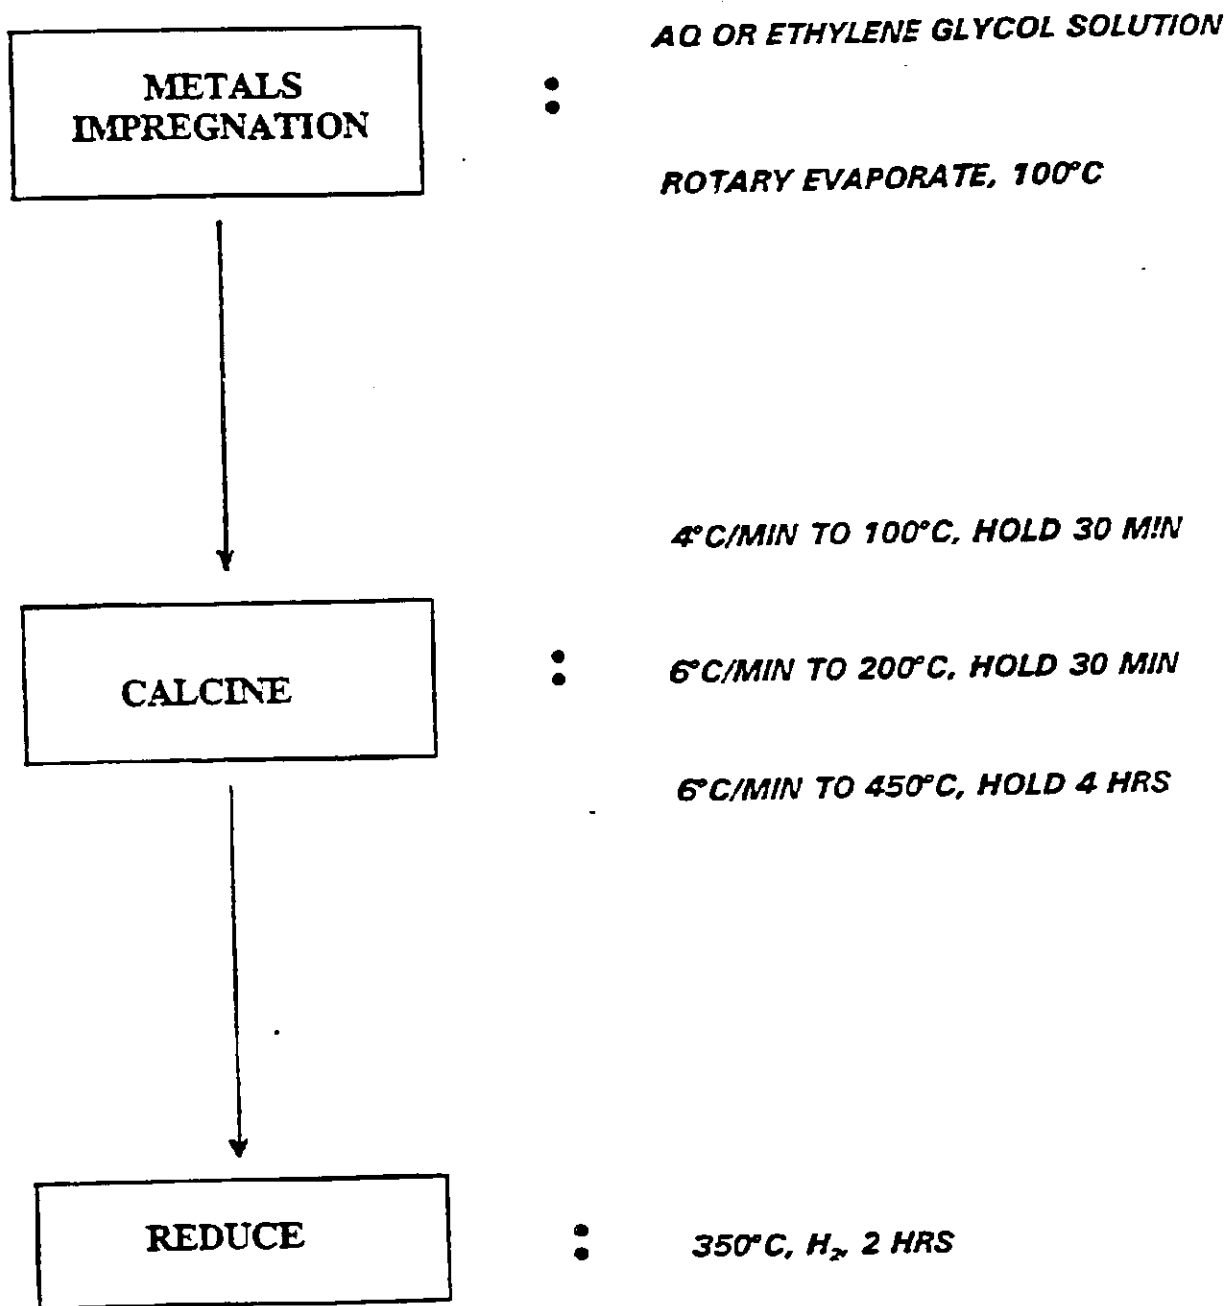 AQ OR ETHYLENE GLYCOL SOLUTION
METALS
IMPREGNATION
:
ROTARY EVAPORATE, 100°C
4°C/MIN TO 100°C, HOLD 30 MIN
CALCINE
:
6°C/MIN TO 200°C, HOLD 30 MIN
6°C/MIN TO 450°C, HOLD 4 HRS
REDUCE
:
350°C, H₂, 2 HRS